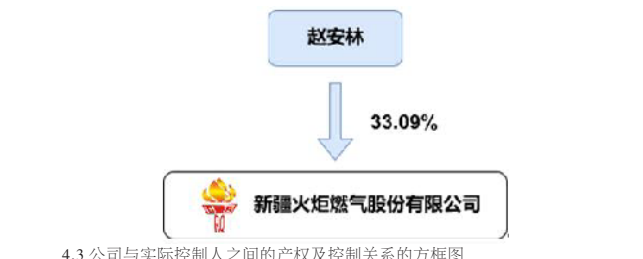 赵安林
33.09%
新疆火炬燃气股份有限公司
4.3 公司与实际控制人之间的产权及控制关系的方框图